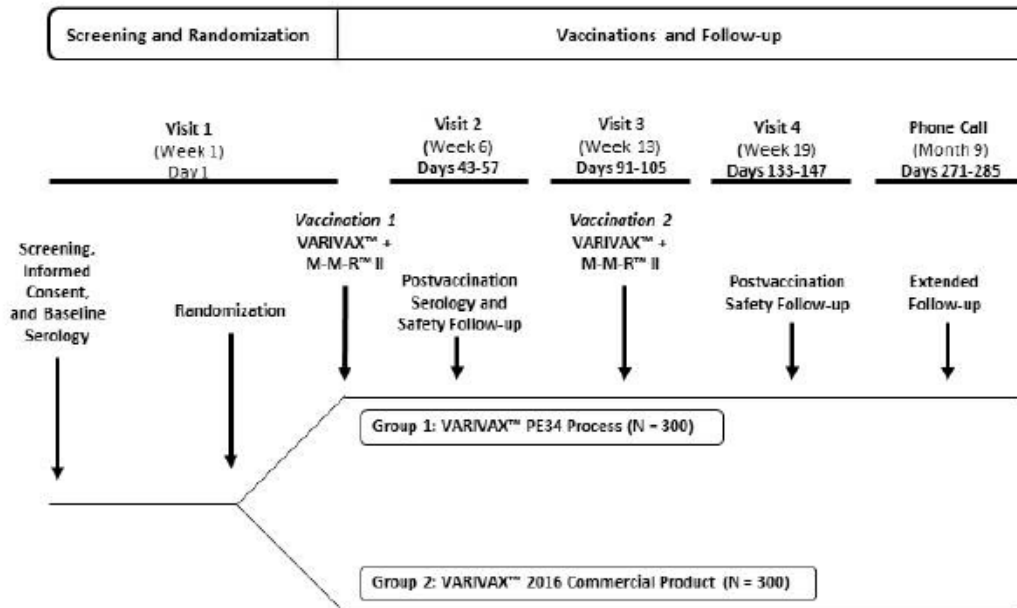 Screening and Randomization
Vaccinations and Follow-up
Visit 1
(Week 1)
Day 1
Visit 2
(Week 6)
Days 43-57
Visit 3
(Week 13)
Days 91-105
Visit 4
(Week 19)
Days 133-147
Phone Call
(Month 9)
Days 271-285
Screening,
Informed
Consent,
and Baseline
Serology
Randomization
Vaccination 1
VARIVAX™ +
M-M-R™ II
Postvaccination
Serology and
Safety Follow-up
Vaccination 2
VARIVAX™ +
M-M-R™ II
Postvaccination
Safety Follow-up
Extended
Follow-up
Group 1: VARIVAX™ PE34 Process (N = 300)
Group 2: VARIVAX™ 2016 Commercial Product (N = 300)